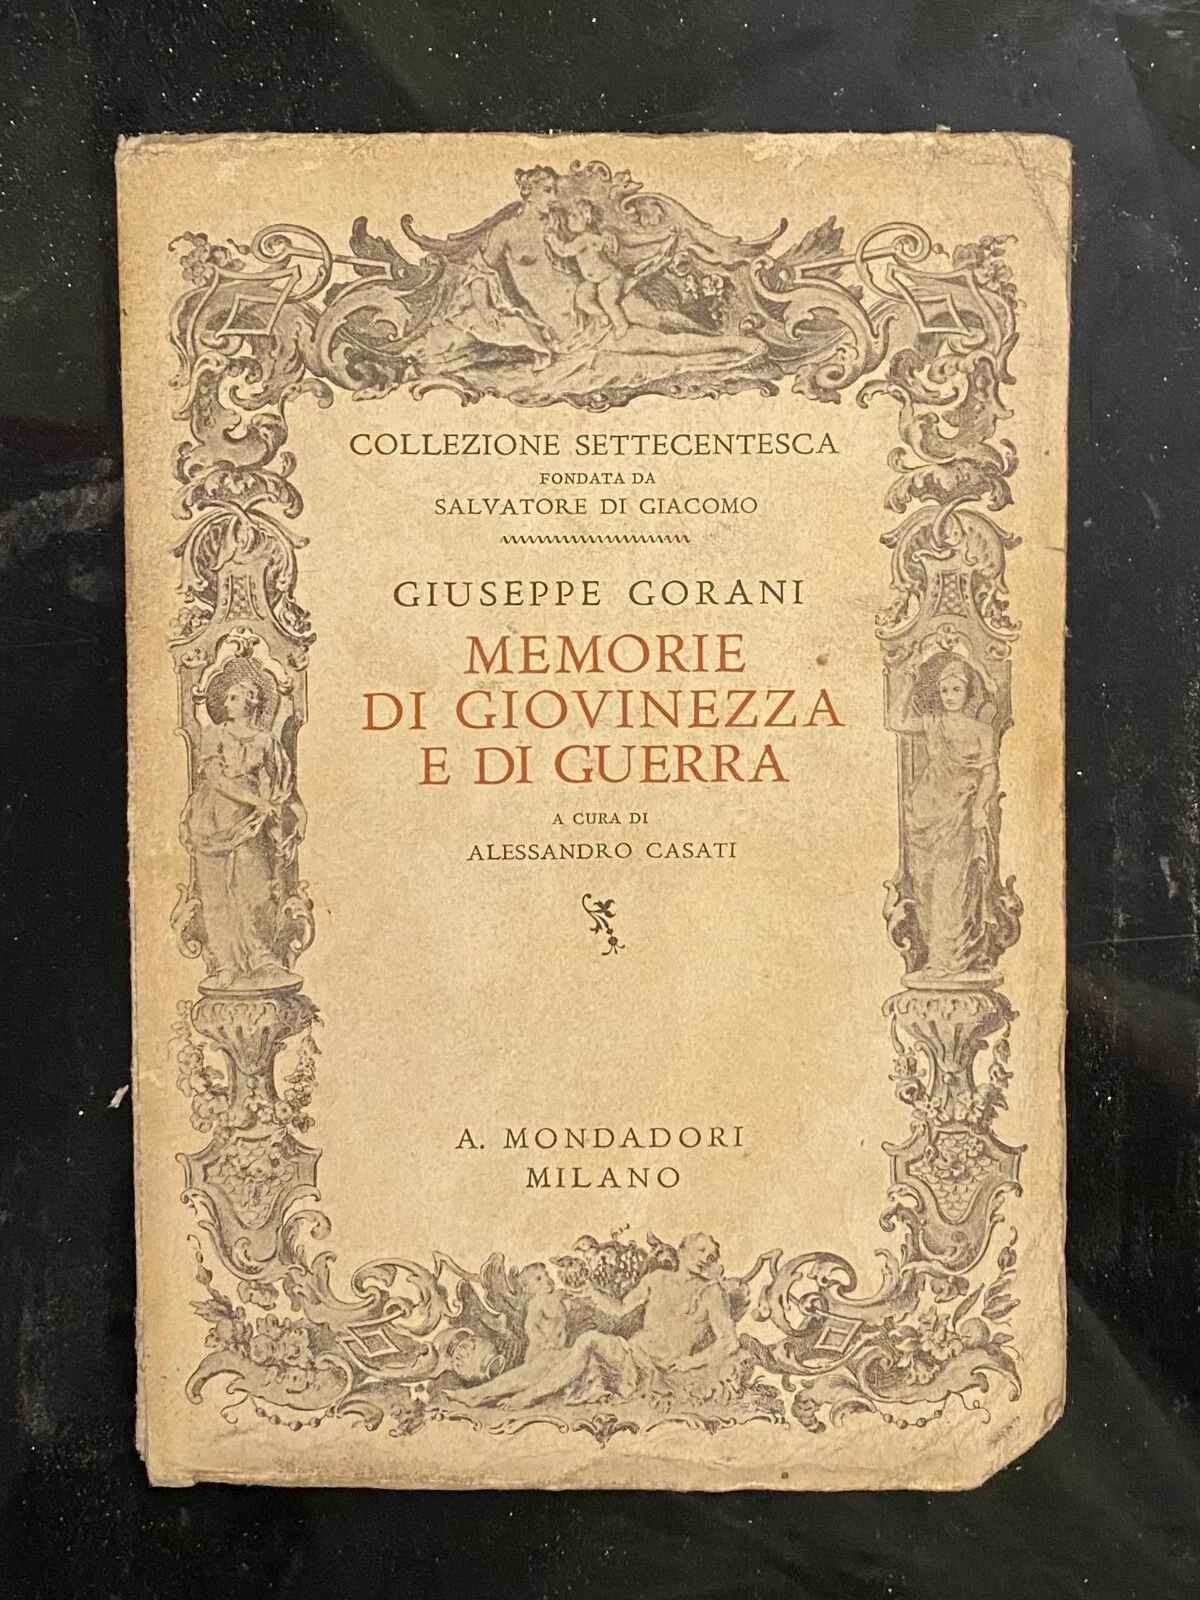 COLLEZIONE SETTECENTESCA
FONDATA DA
SALVATORE DI GIACOMO
GIUSEPPE GORANI
MEMORIE
DI GIOVINEZZA
E DI GUERRA
A CURA DI
ALESSANDRO CASATI
A. MONDADORI
MILANO